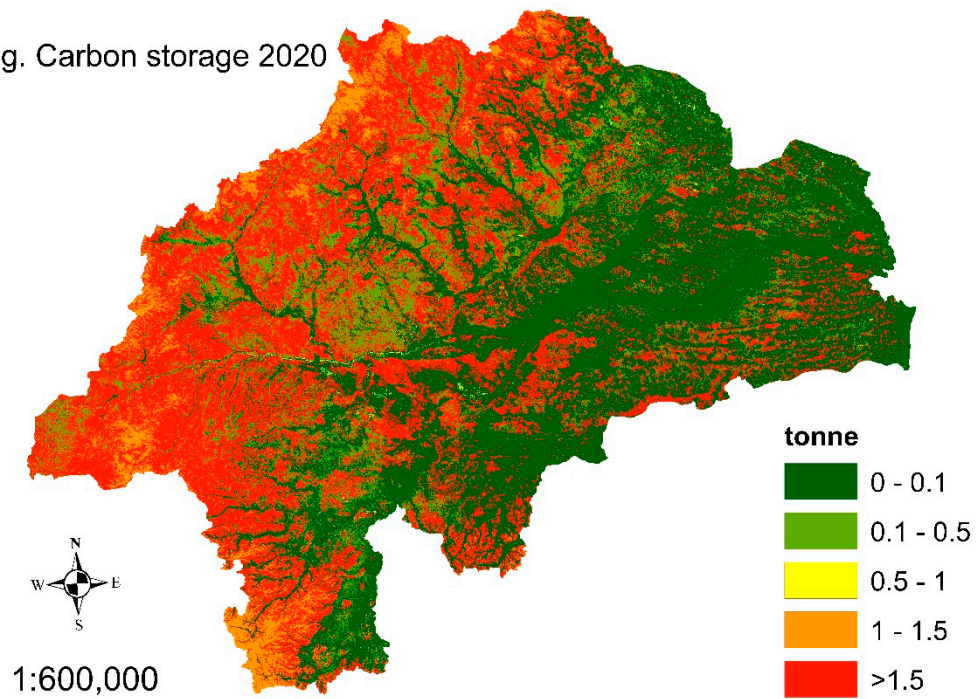 g. Carbon storage 2020
tonne
0 - 0.1
0.1 - 0.5
0.5 - 1
1 - 1.5
>1.5
N
W E
S
1:600,000